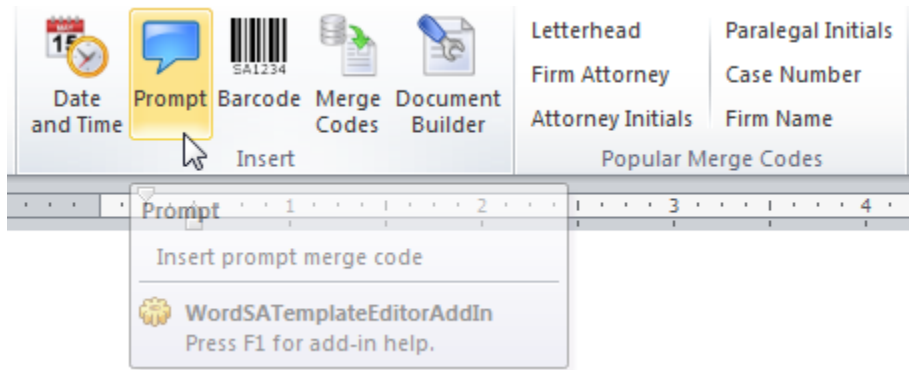 15
SA1234
Date and Time
Prompt
Barcode
Merge Codes
Document Builder
Insert
Letterhead
Firm Attorney
Attorney Initials
Paralegal Initials
Case Number
Firm Name
Popular Merge Codes
1 2 3 4
Prompt
Insert prompt merge code
WordSATemplateEditorAddIn
Press F1 for add-in help.